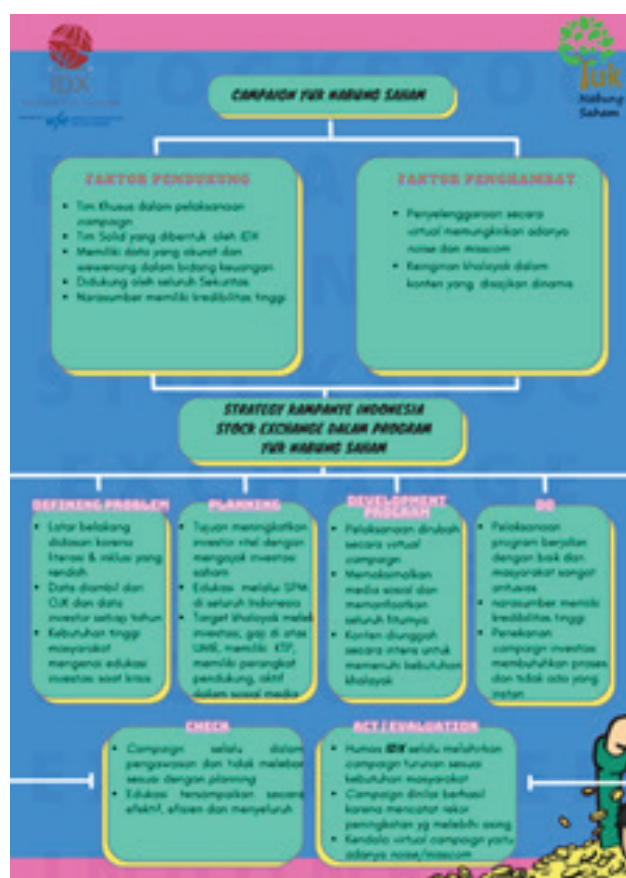 IDX
Yuk
Nabung
Saham
CAMPAIGN YUK NABUNG SAHAM
FAKTOR PENDUKUNG
• Tim Khusus dalam pelaksanaan
campaign
• Tim Solid yang dibentuk oleh IDX
• Memiliki data yang akurat dan
wewenang dalam bidang keuangan
• Didukung oleh seluruh Sekuritas
• Narasumber memiliki kredibilitas tinggi
FAKTOR PENGHAMBAT
• Penyelenggaraan secara
virtual memungkinkan adanya
noise dan misscom
• Keinginan khalayak dalam
konten yang disajikan dinamis
STRATEGY KAMPANYE INDONESIA
STOCK EXCHANGE DALAM PROGRAM
YUK NABUNG SAHAM
DEFINING PROBLEM
• Latar belakang
didasari karena
literasi & inklusi yang
rendah
• Data diambil dari
OJK dan data
investor setiap tahun
• Kebutuhan tinggi
masyarakat
mengenai edukasi
investasi saat krisis
PLANNING
• Tujuan meningkatkan
investor ritel dengan
mengajak investasi
saham
• Edukasi melalui SPM
di seluruh Indonesia
• Target khalayak melek
investasi, gaji di atas
UMR, memiliki KTP,
memiliki perangkat
pendukung, aktif
dalam sosial media
DEVELOPMENT
PROGRAM
• Pelaksanaan dirubah
secara virtual
campaign
• Memaksimalkan
media sosial dan
memanfaatkan
seluruh fiturnya
• Konten diunggah
secara intens untuk
memenuhi kebutuhan
khalayak
DO
• Pelaksanaan
program berjalan
dengan baik dan
masyarakat sangat
antusias
• narasumber memiliki
kredibilitas tinggi
• Penekanan
campaign investasi
membutuhkan proses
dan tidak ada yang
instan
CHECK
• Campaign selalu dalam
pengawasan dan tidak melebar
sesuai dengan planning
• Edukasi tersampaikan secara
efektif, efisien dan menyeluruh
ACT / EVALUATION
• Humas IDX selalu melahirkan
campaign turunan sesuai
kebutuhan masyarakat
• Campaign dinilai berhasil
karena mencatat rekor
peningkatan yg melebihi asing
• Kendala virtual campaign yaitu
adanya noise/misscom